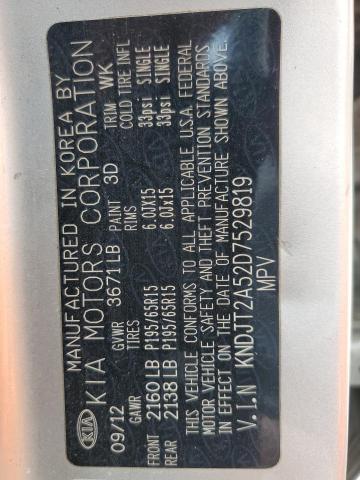 MANUFACTURED IN KOREA BY
KIA KIA MOTORS CORPORATION
09/12 GVWR 3671 LB PAINT 3D TRIM WK
GAWR TIRES RIMS COLD TIRE INFL
FRONT 2160 LB P195/65R15 6.0JX15 33psi SINGLE
REAR 2138 LB P195/65R15 6.0Jx15 33psi SINGLE
THIS VEHICLE CONFORMS TO ALL APPLICABLE U.S.A. FEDERAL
MOTOR VEHICLE SAFETY AND THEFT PREVENTION STANDARDS
IN EFFECT ON THE DATE OF MANUFACTURE SHOWN ABOVE.
V.I.N KNDJT2A52D7529819
MPV